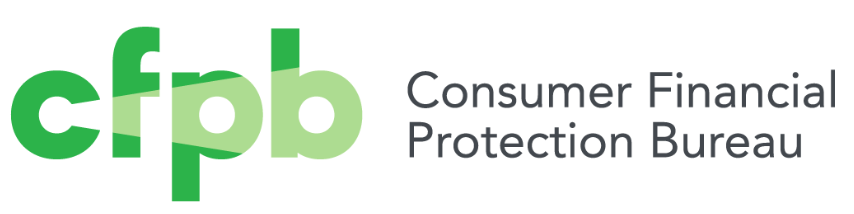 cfpb
Consumer Financial
Protection Bureau